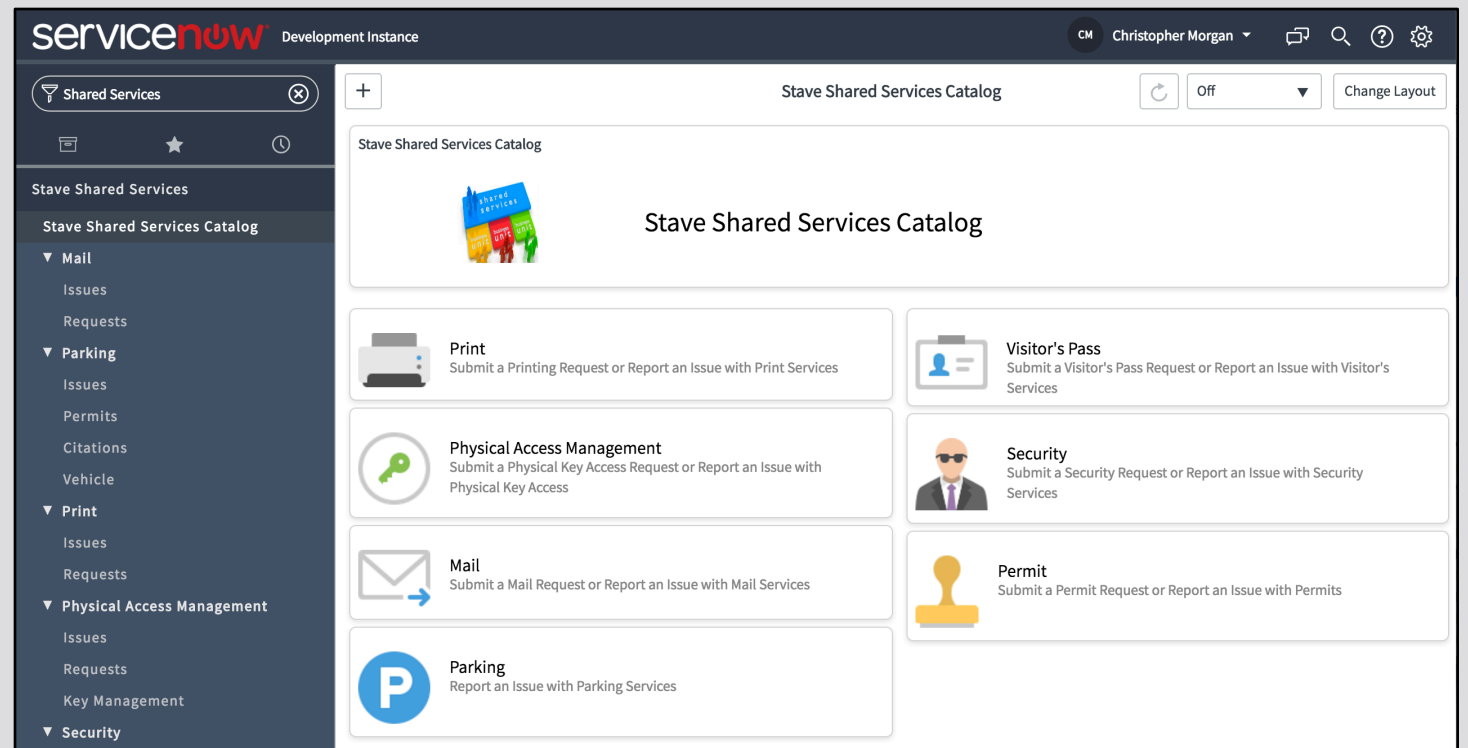 servicenow Development Instance
CM Christopher Morgan
Shared Services
Stave Shared Services Catalog
Off
Change Layout
Stave Shared Services
Stave Shared Services Catalog
Mail
Issues
Requests
Parking
Issues
Permits
Citations
Vehicle
Print
Issues
Requests
Physical Access Management
Issues
Requests
Key Management
Security
Stave Shared Services Catalog
shared
services
business
unit
unit
unit
Stave Shared Services Catalog
Print
Submit a Printing Request or Report an Issue with Print Services
Visitor's Pass
Submit a Visitor's Pass Request or Report an Issue with Visitor's
Services
Physical Access Management
Submit a Physical Key Access Request or Report an Issue with
Physical Key Access
Security
Submit a Security Request or Report an Issue with Security
Services
Mail
Submit a Mail Request or Report an Issue with Mail Services
Permit
Submit a Permit Request or Report an Issue with Permits
P
Parking
Report an Issue with Parking Services